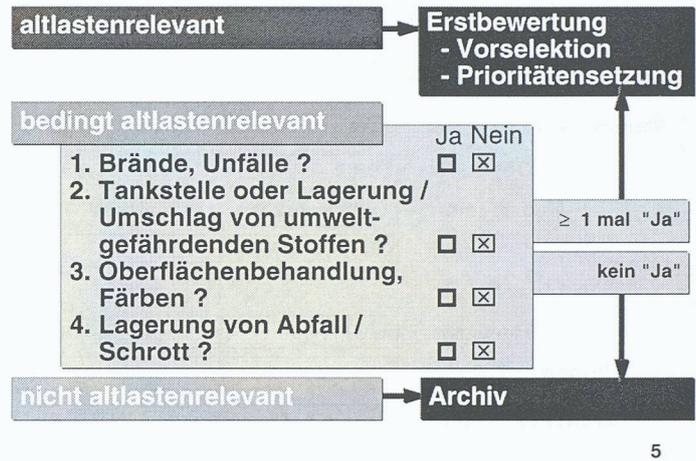 altlastenrelevant
Erstbewertung
- Vorselektion
- Prioritätensetzung
bedingt altlastenrelevant
Ja Nein
1. Brände, Unfälle ? ☐ ☒
2. Tankstelle oder Lagerung /
Umschlag von umwelt-
gefährdenden Stoffen ? ☐ ☒
3. Oberflächenbehandlung,
Färben ? ☐ ☒
4. Lagerung von Abfall /
Schrott ? ☐ ☒
≥ 1 mal "Ja"
kein "Ja"
nicht altlastenrelevant
Archiv
5